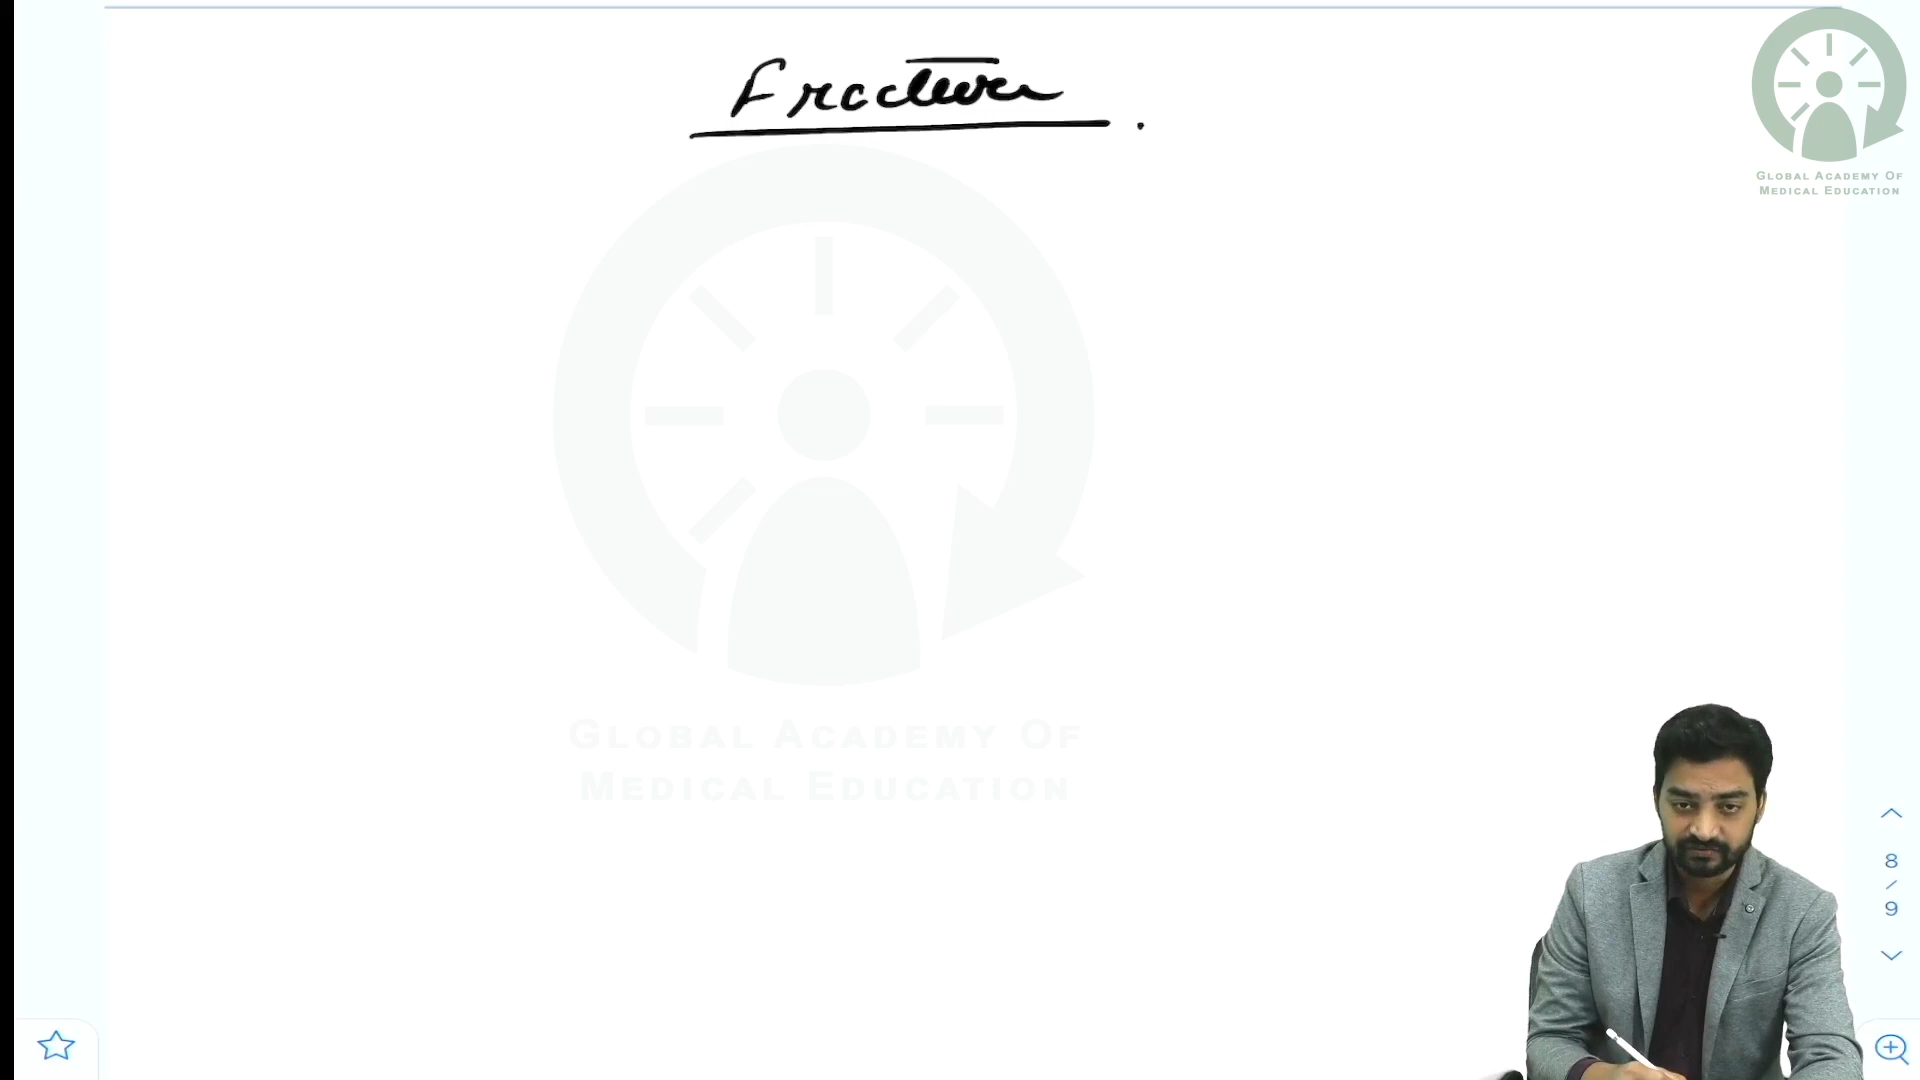 Fracture
GLOBAL ACADEMY OF
MEDICAL EDUCATION
GLOBAL ACADEMY OF
MEDICAL EDUCATION
8
/
9